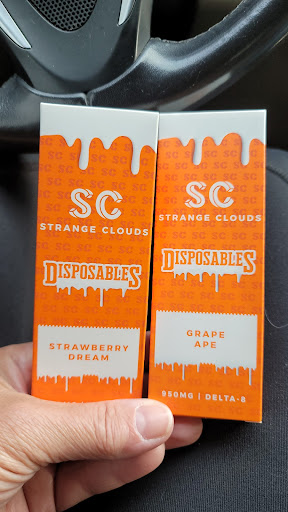 SC
STRANGE CLOUDS
DISPOSABLES
STRAWBERRY
DREAM
SC
STRANGE CLOUDS
DISPOSABLES
GRAPE
APE
950MG | DELTA-8